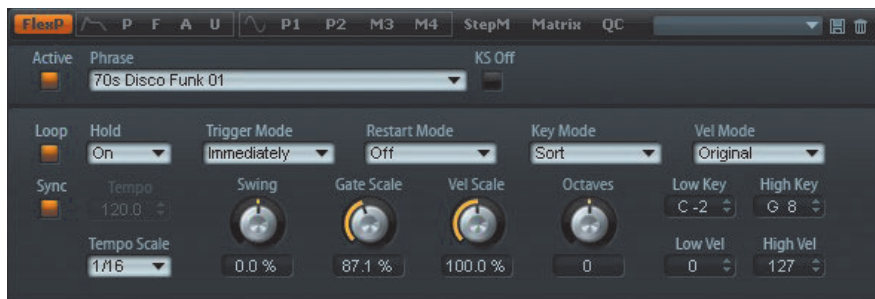 FlexP P F A U P1 P2 M3 M4 StepM Matrix QC
Active Phrase KS Off
70s Disco Funk 01
Loop Hold Trigger Mode Restart Mode Key Mode Vel Mode
On Immediately Off Sort Original
Sync Tempo Swing Gate Scale Vel Scale Octaves Low Key High Key
120.0 C -2 G 8
Tempo Scale Low Vel High Vel
1/16 0.0 % 87.1 % 100.0 % 0 0 127